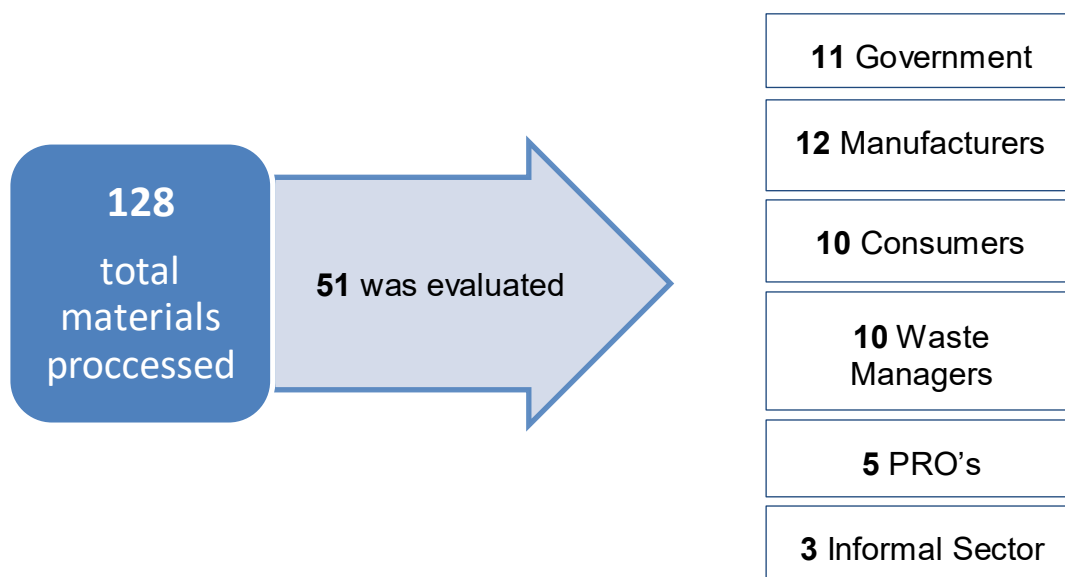 128
total
materials
proccessed
51 was evaluated
11 Government
12 Manufacturers
10 Consumers
10 Waste
Managers
5 PRO’s
3 Informal Sector